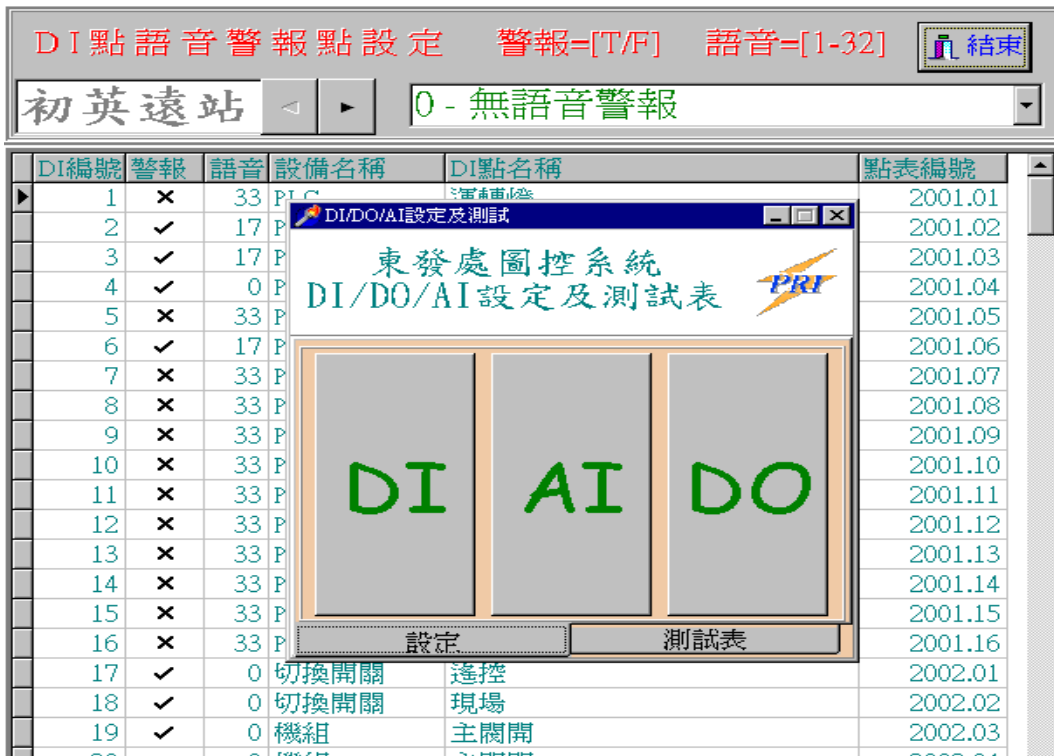 DI點語音警報點設定 警報=[T/F] 語音=[1-32] 結束
初英遠站 0 - 無語音警報
DI編號 警報 語音 設備名稱 DI點名稱 點表編號
1 33 PLC 運轉燈 2001.01
DI/DO/AI設定及測試
2 17 P 2001.02
東發處圖控系統
3 17 P 2001.03
PRI
DI/DO/AI設定及測試表
4 0 P 2001.04
5 33 P 2001.05
6 17 P 2001.06
7 33 P 2001.07
8 33 P 2001.08
9 33 P 2001.09
10 33 P 2001.10
DI AI DO
11 33 P 2001.11
12 33 P 2001.12
13 33 P 2001.13
14 33 P 2001.14
15 33 P 2001.15
16 33 P 2001.16
設定 測試表
17 0 切換開關 遙控 2002.01
18 0 切換開關 現場 2002.02
19 0 機組 主閥開 2002.03